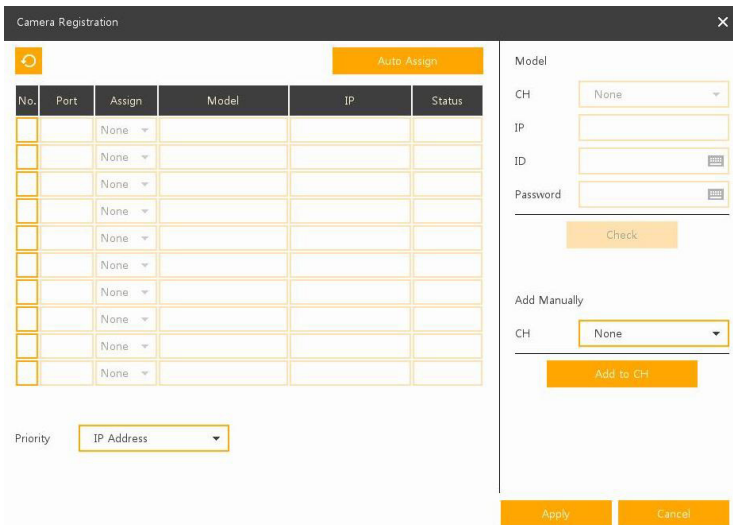 Camera Registration
Auto Assign
No. Port Assign Model IP Status
None
None
None
None
None
None
None
None
None
None
Priority IP Address
Model
CH None
IP
ID
Password
Check
Add Manually
CH None
Add to CH
Apply Cancel